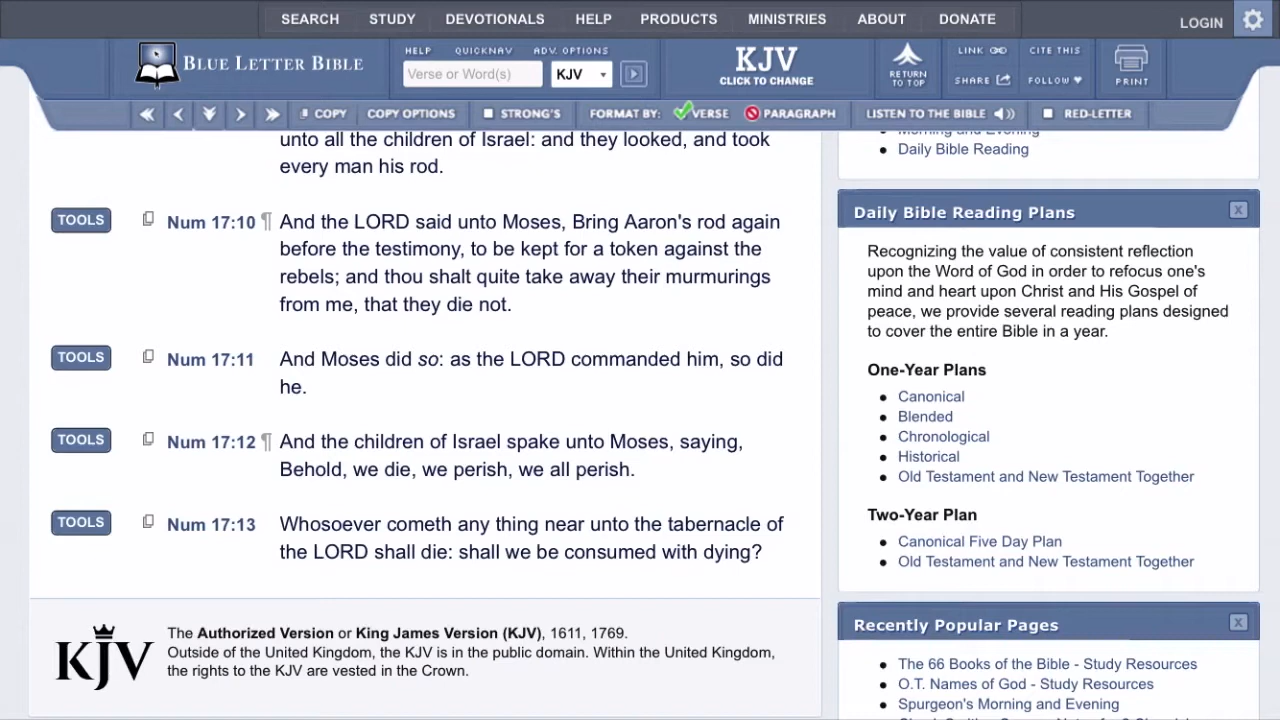 SEARCH STUDY DEVOTIONALS HELP PRODUCTS MINISTRIES ABOUT DONATE LOGIN
BLUE LETTER BIBLE
HELP QUICKNAV ADV. OPTIONS
Verse or Word(s) KJV
KJV
CLICK TO CHANGE
RETURN
TO TOP
LINK CITE THIS
SHARE FOLLOW
PRINT
COPY COPY OPTIONS STRONG'S FORMAT BY: VERSE PARAGRAPH LISTEN TO THE BIBLE RED-LETTER
unto all the children of Israel: and they looked, and took
every man his rod.
TOOLS Num 17:10 ¶ And the LORD said unto Moses, Bring Aaron's rod again
before the testimony, to be kept for a token against the
rebels; and thou shalt quite take away their murmurings
from me, that they die not.
TOOLS Num 17:11 And Moses did so: as the LORD commanded him, so did
he.
TOOLS Num 17:12 ¶ And the children of Israel spake unto Moses, saying,
Behold, we die, we perish, we all perish.
TOOLS Num 17:13 Whosoever cometh any thing near unto the tabernacle of
the LORD shall die: shall we be consumed with dying?
KJV
The Authorized Version or King James Version (KJV), 1611, 1769.
Outside of the United Kingdom, the KJV is in the public domain. Within the United Kingdom,
the rights to the KJV are vested in the Crown.
Morning and Evening
Daily Bible Reading
Daily Bible Reading Plans X
Recognizing the value of consistent reflection
upon the Word of God in order to refocus one's
mind and heart upon Christ and His Gospel of
peace, we provide several reading plans designed
to cover the entire Bible in a year.
One-Year Plans
Canonical
Blended
Chronological
Historical
Old Testament and New Testament Together
Two-Year Plan
Canonical Five Day Plan
Old Testament and New Testament Together
Recently Popular Pages X
The 66 Books of the Bible - Study Resources
O.T. Names of God - Study Resources
Spurgeon's Morning and Evening